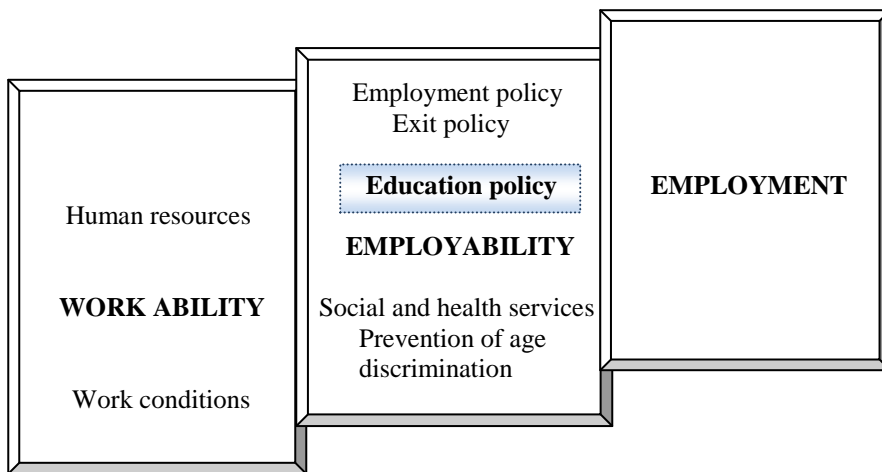 Human resources
WORK ABILITY
Work conditions
Employment policy
Exit policy
Education policy
EMPLOYABILITY
Social and health services
Prevention of age
discrimination
EMPLOYMENT